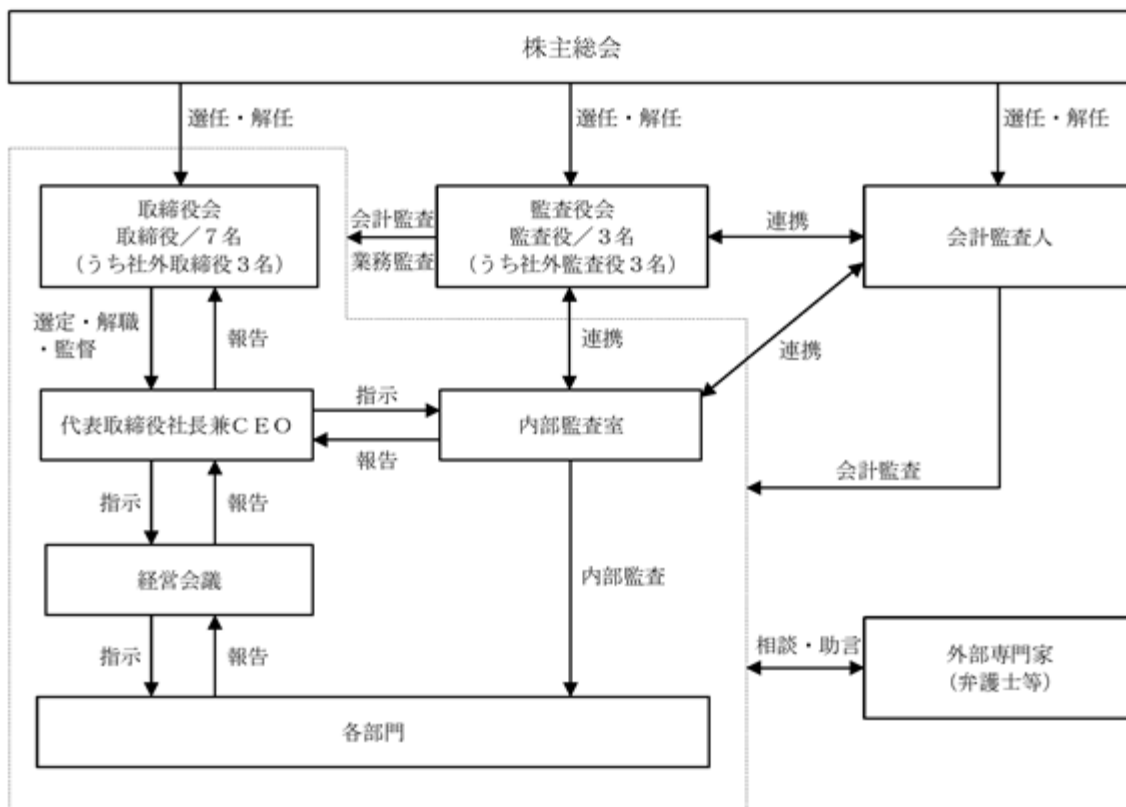 株主総会
選任・解任
選任・解任
選任・解任
取締役会
取締役／7名
（うち社外取締役3名）
会計監査
業務監査
監査役会
監査役／3名
（うち社外監査役3名）
連携
会計監査人
選定・解職
・監督
報告
連携
連携
代表取締役社長兼ＣＥＯ
指示
報告
内部監査室
会計監査
指示
報告
経営会議
内部監査
指示
報告
相談・助言
外部専門家
（弁護士等）
各部門